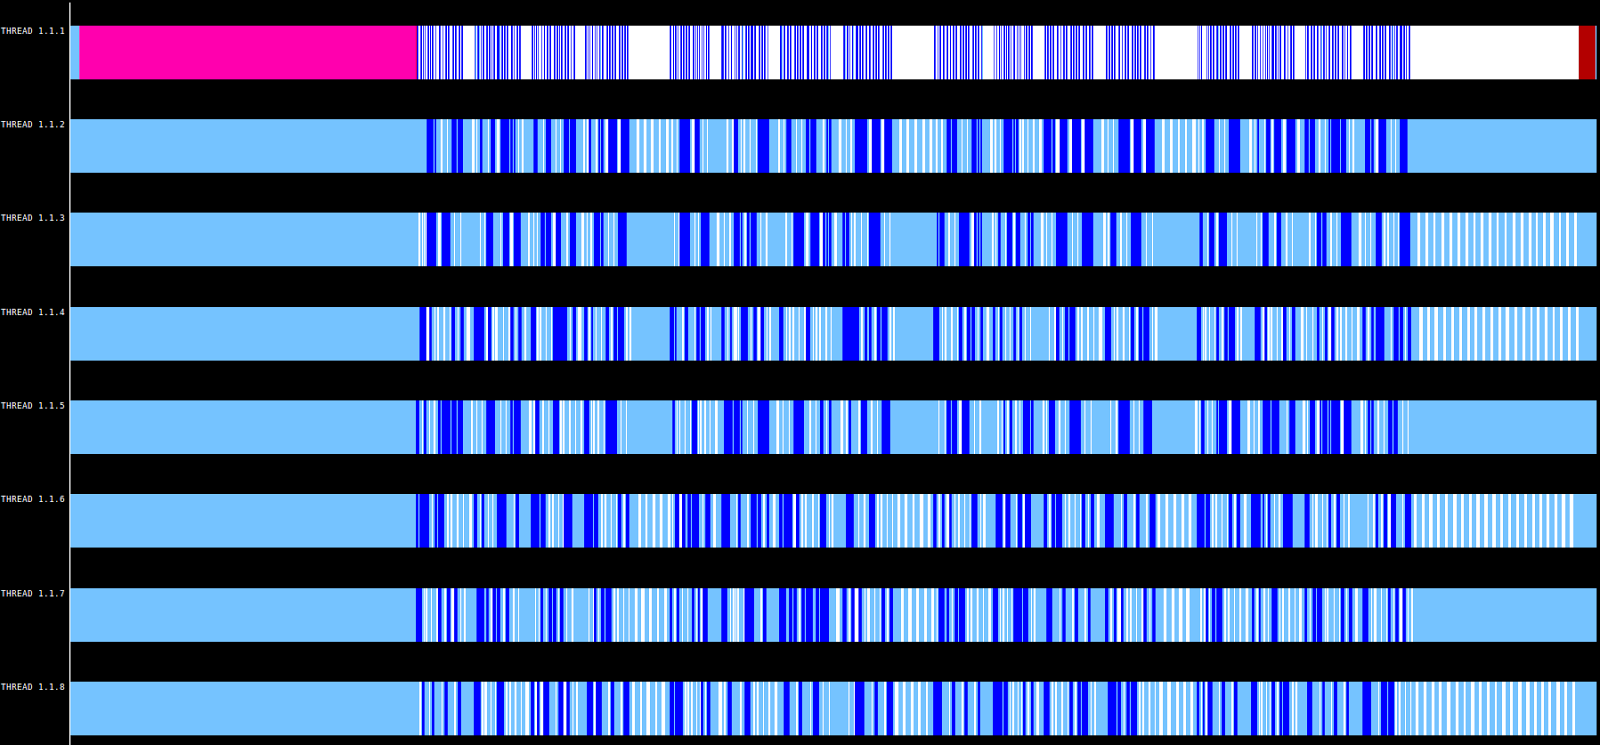 THREAD 1.1.1
THREAD 1.1.2
THREAD 1.1.3
THREAD 1.1.4
THREAD 1.1.5
THREAD 1.1.6
THREAD 1.1.7
THREAD 1.1.8